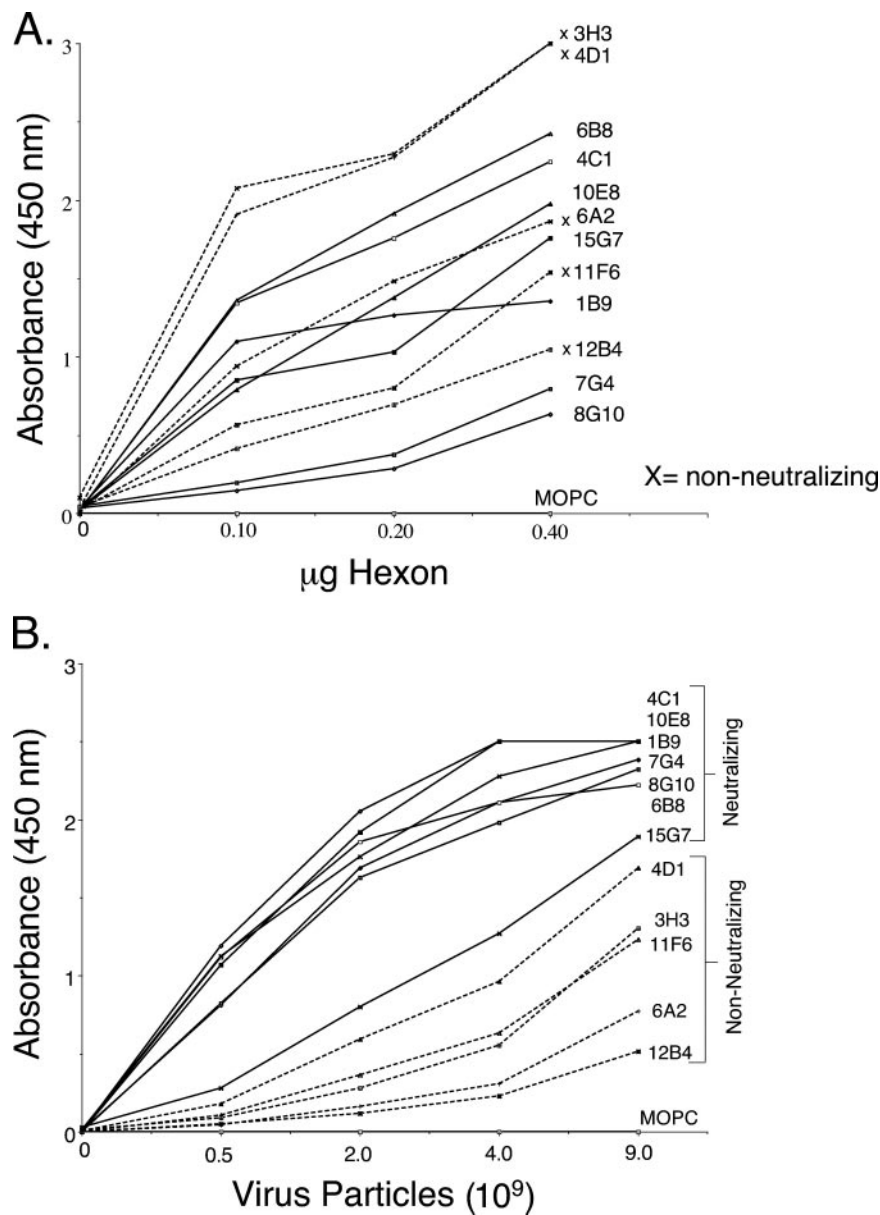 A.
Absorbance (450 nm)
3
2
1
0
0
0.10
0.20
0.40
μg Hexon
x 3H3
x 4D1
6B8
4C1
10E8
x 6A2
15G7
x 11F6
1B9
x 12B4
7G4
8G10
MOPC
X= non-neutralizing
B.
Absorbance (450 nm)
3
2
1
0
0
0.5
2.0
4.0
9.0
Virus Particles (10⁹)
4C1
10E8
1B9
7G4
8G10
6B8
15G7
Neutralizing
4D1
3H3
11F6
6A2
12B4
Non-Neutralizing
MOPC